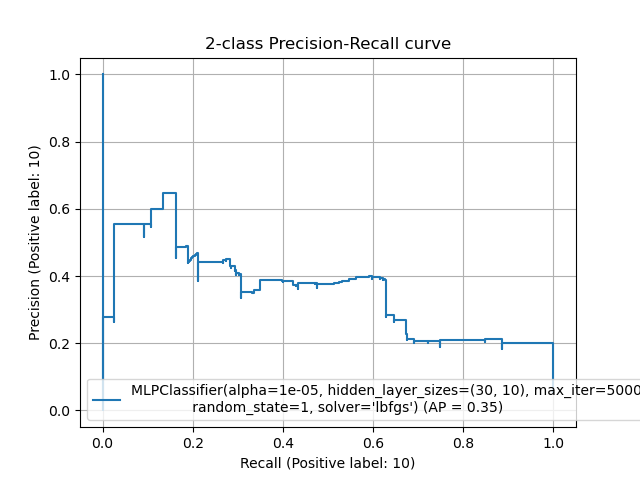 2-class Precision-Recall curve
1.0
0.8
0.6
0.4
0.2
0.0
Precision (Positive label: 10)
MLPClassifier(alpha=1e-05, hidden_layer_sizes=(30, 10), max_iter=5000
random_state=1, solver='lbfgs') (AP = 0.35)
0.0 0.2 0.4 0.6 0.8 1.0
Recall (Positive label: 10)